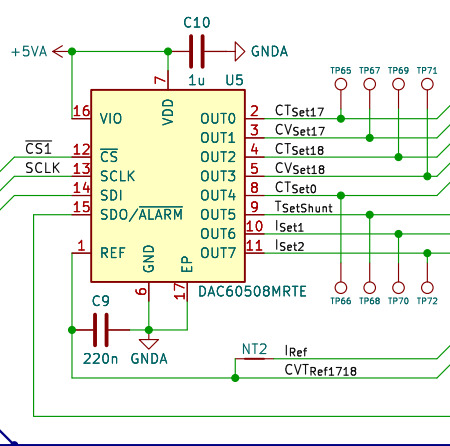 C10
+5VA
GNDA
1u
U5
7
VDD
TP65
TP67
TP69
TP71
16
VIO
OUT0
2
CTSet17
OUT1
3
CVSet17
CS1
12
CS
OUT2
4
CTSet18
SCLK
13
SCLK
OUT3
5
CVSet18
14
SDI
OUT4
8
CTSet0
15
SDO/ALARM
OUT5
9
TSetShunt
OUT6
10
ISet1
1
REF
OUT7
11
ISet2
GND
EP
6
17
DAC60508MRTE
TP66
TP68
TP70
TP72
C9
220n
GNDA
NT2
IRef
CVTRef1718